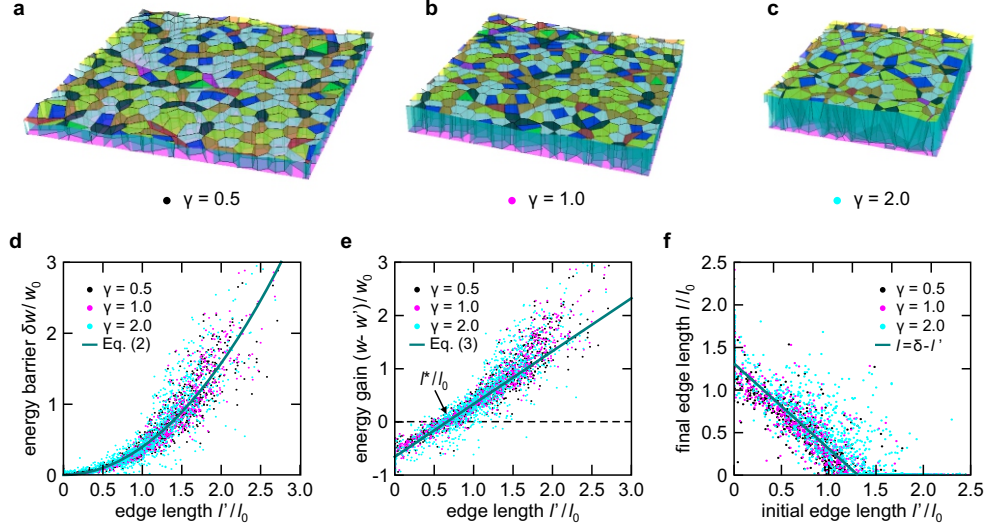 a
b
c
γ = 0.5
γ = 1.0
γ = 2.0
d
e
f
energy barrier δw/w₀
3
2
1
0
γ = 0.5
γ = 1.0
γ = 2.0
Eq. (2)
0 0.5 1.0 1.5 2.0 2.5 3.0
edge length l'/l₀
energy gain (w- w')/w₀
3
2
1
0
-1
γ = 0.5
γ = 1.0
γ = 2.0
Eq. (3)
l*/l₀
0 0.5 1.0 1.5 2.0 2.5 3.0
edge length l'/l₀
final edge length l/l₀
2.5
2.0
1.5
1.0
0.5
0
γ = 0.5
γ = 1.0
γ = 2.0
l=δ-l'
0 0.5 1.0 1.5 2.0 2.5
initial edge length l'/l₀